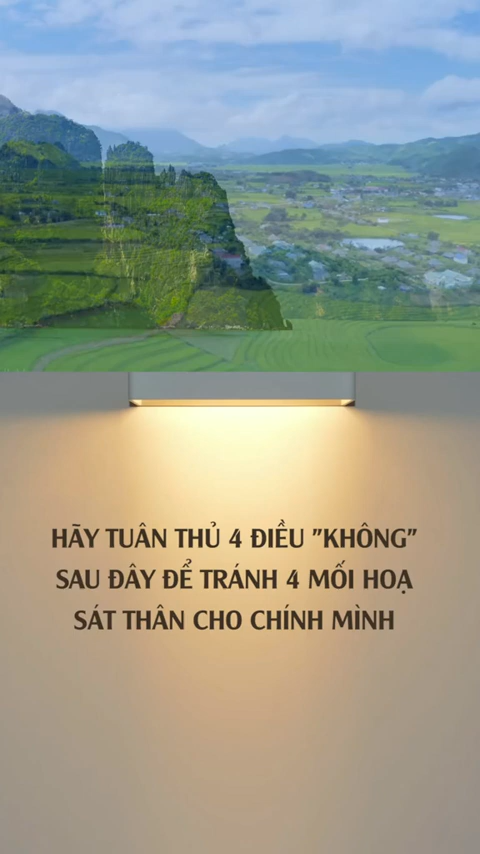 HÃY TUÂN THỦ 4 ĐIỀU "KHÔNG"
SAU ĐÂY ĐỂ TRÁNH 4 MỐI HOẠ
SÁT THÂN CHO CHÍNH MÌNH